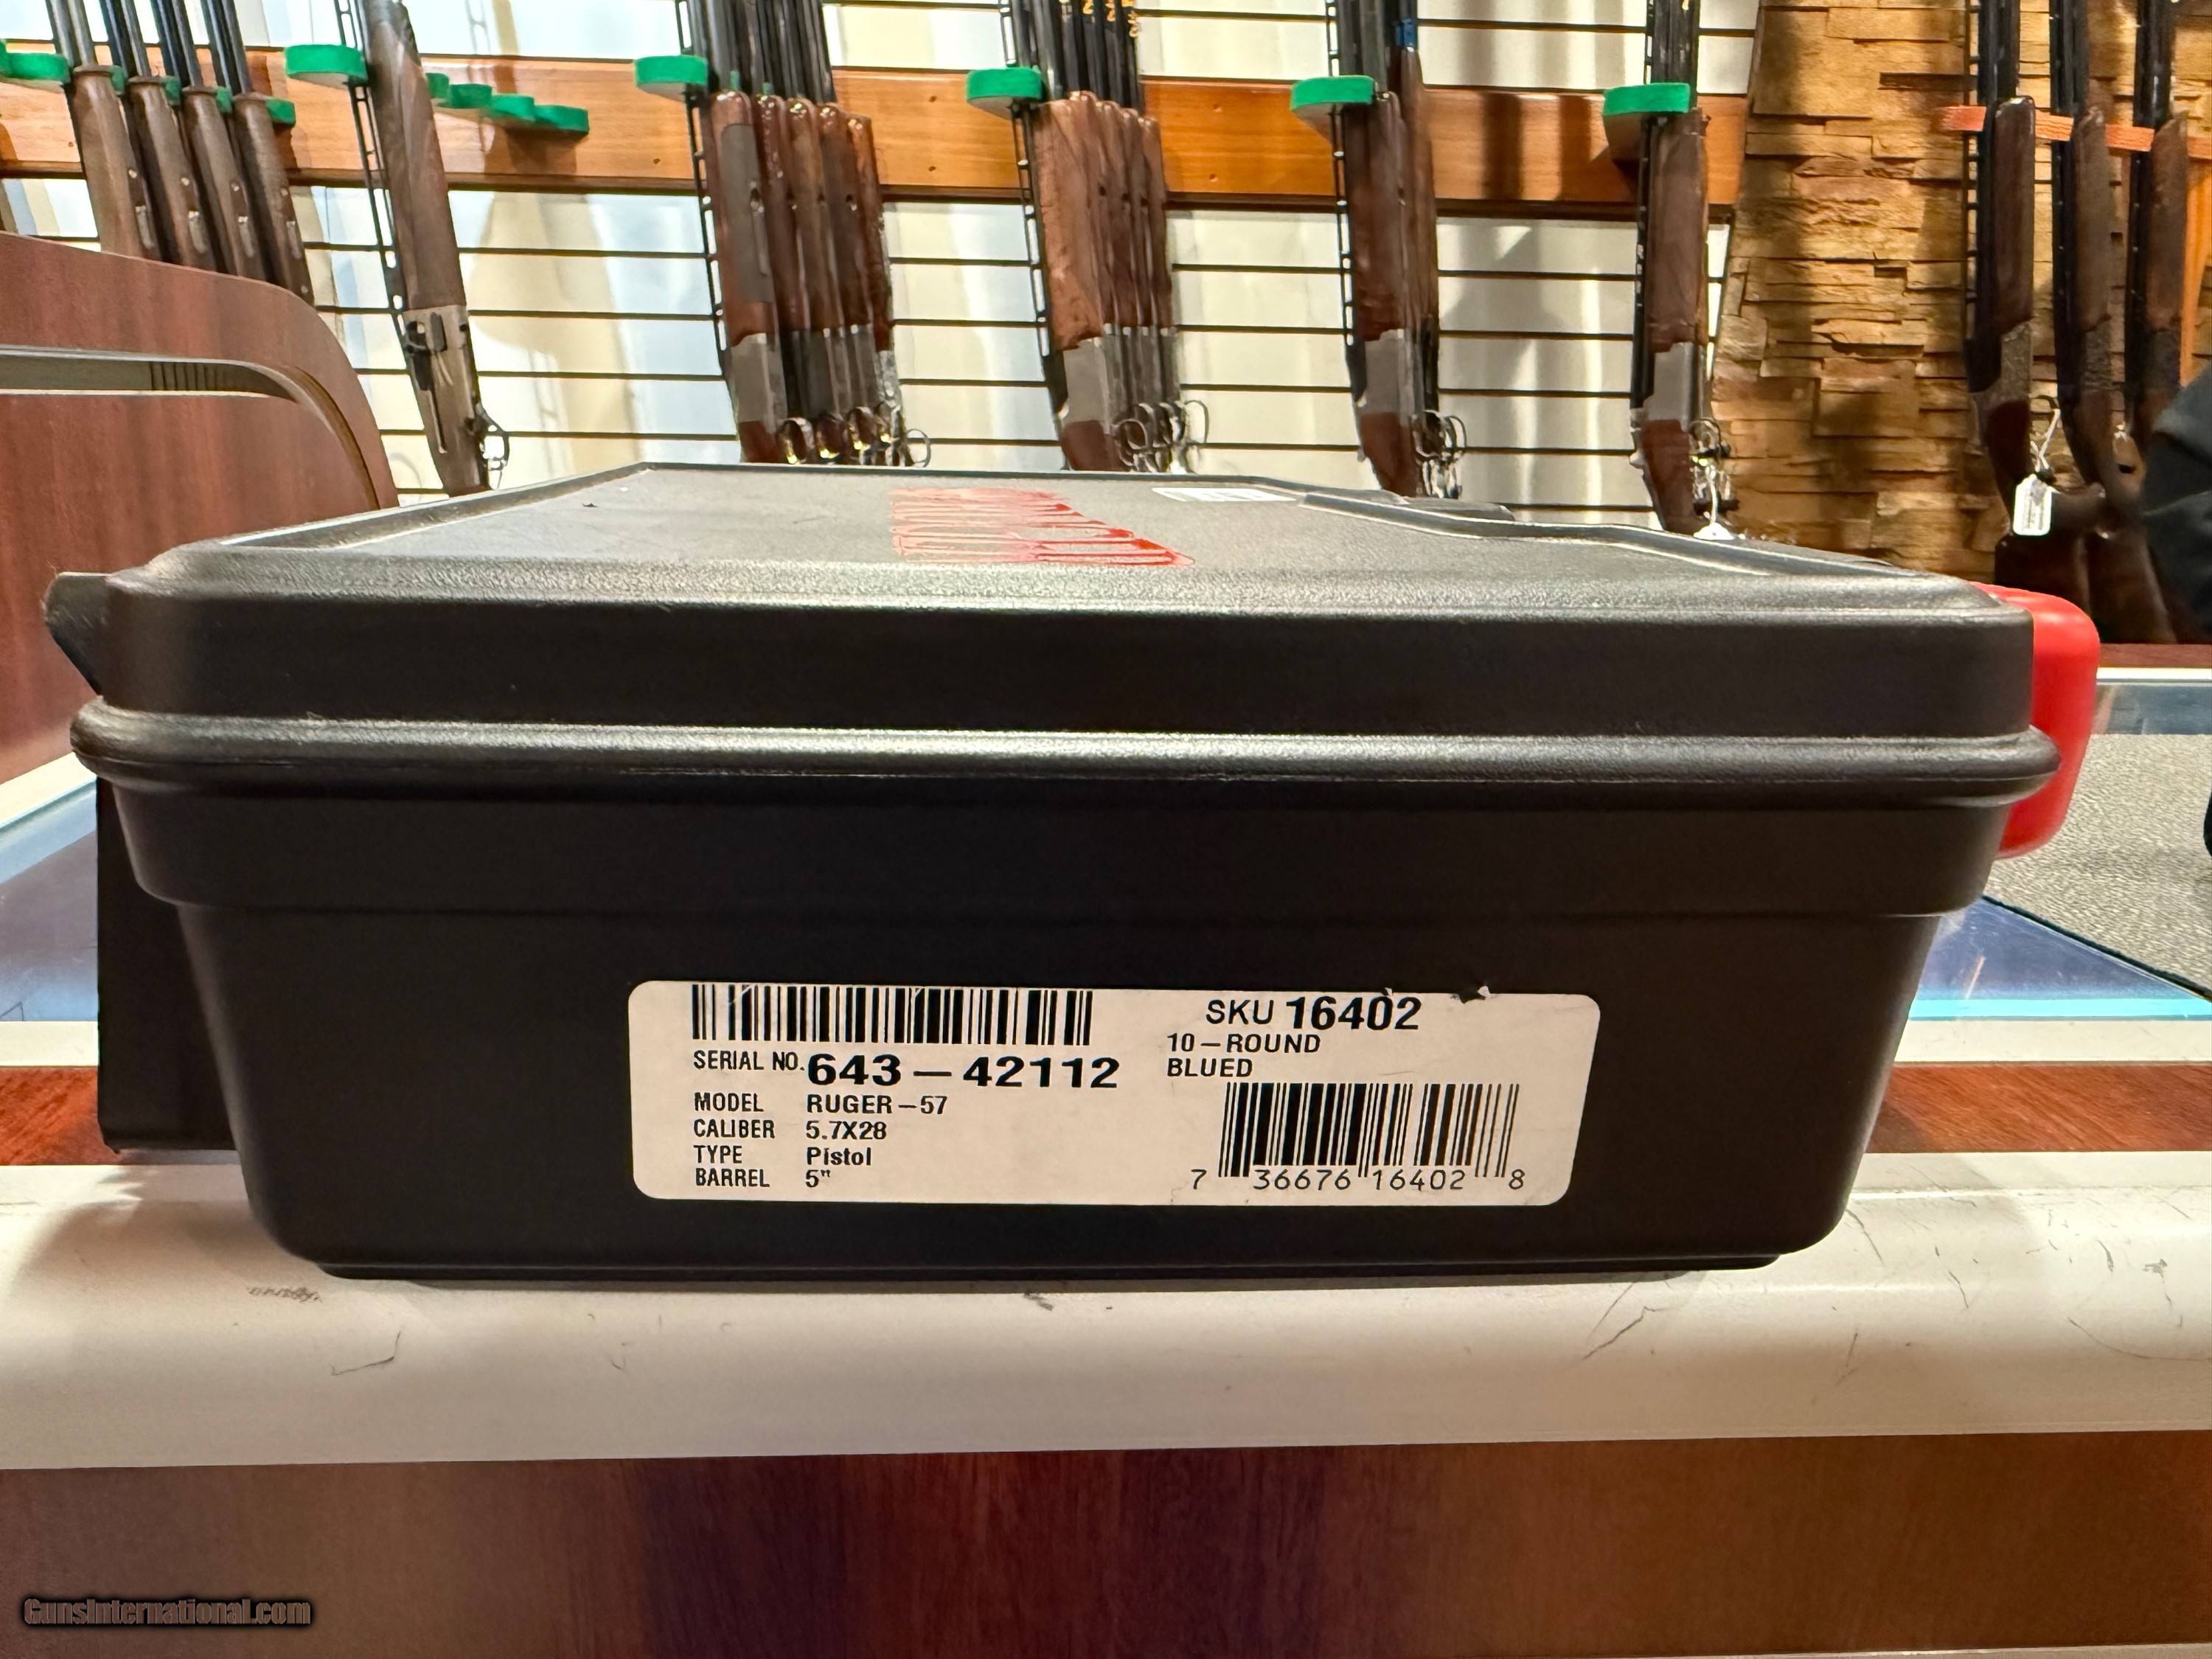 SKU 16402
10-ROUND
BLUED
SERIAL NO. 643-42112
MODEL RUGER-57
CALIBER 5.7X28
TYPE Pistol
BARREL 5"
7 36676 16402 8
GunsInternational.com